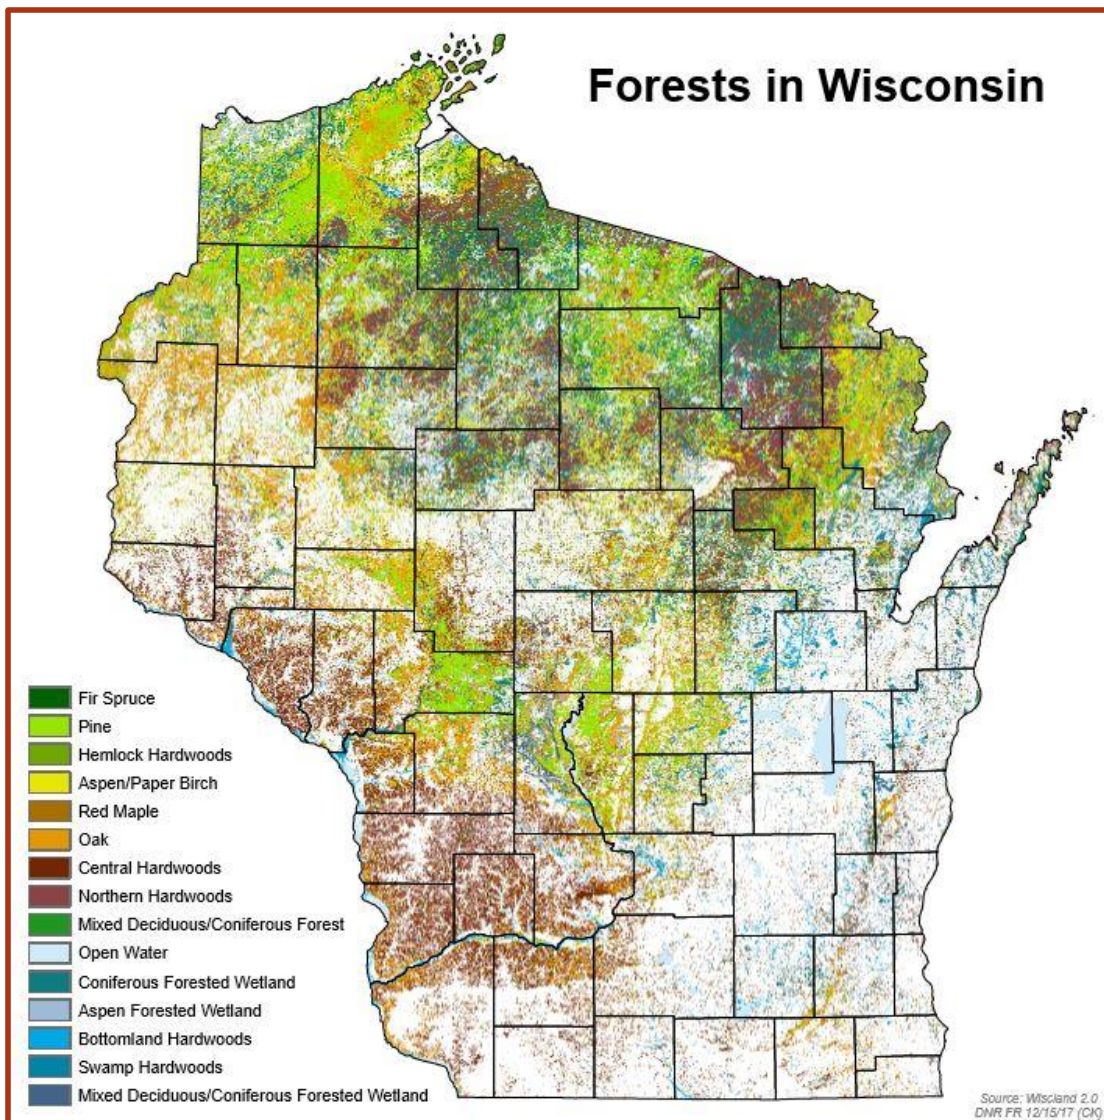 Forests in Wisconsin
Fir Spruce
Pine
Hemlock Hardwoods
Aspen/Paper Birch
Red Maple
Oak
Central Hardwoods
Northern Hardwoods
Mixed Deciduous/Coniferous Forest
Open Water
Coniferous Forested Wetland
Aspen Forested Wetland
Bottomland Hardwoods
Swamp Hardwoods
Mixed Deciduous/Coniferous Forested Wetland
Source: Wiscland 2.0
DNR FR 12/15/17 (CK)